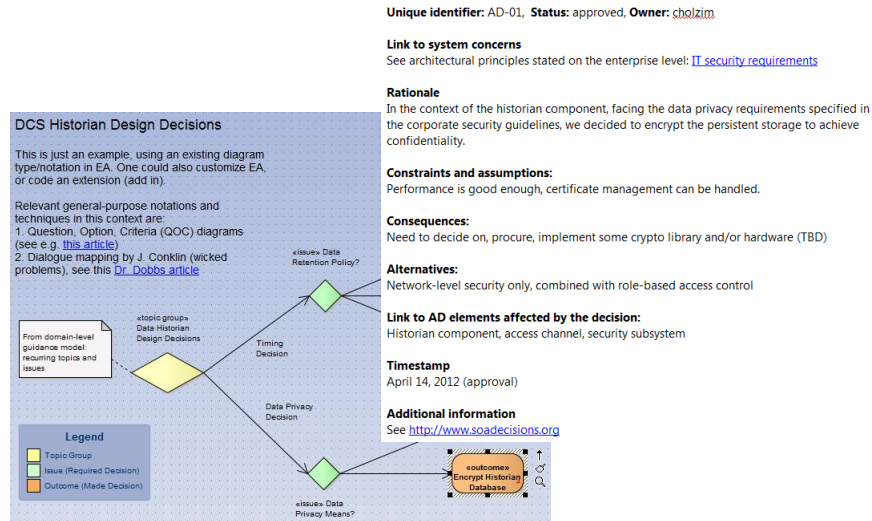 Unique identifier: AD-01,  Status: approved, Owner: cholzim
Link to system concerns
See architectural principles stated on the enterprise level: IT security requirements
Rationale
In the context of the historian component, facing the data privacy requirements specified in
the corporate security guidelines, we decided to encrypt the persistent storage to achieve
confidentiality.
Constraints and assumptions:
Performance is good enough, certificate management can be handled.
Consequences:
Need to decide on, procure, implement some crypto library and/or hardware (TBD)
Alternatives:
Network-level security only, combined with role-based access control
Link to AD elements affected by the decision:
Historian component, access channel, security subsystem
Timestamp
April 14, 2012 (approval)
Additional information
See http://www.soadecisions.org
DCS Historian Design Decisions
This is just an example, using an existing diagram
type/notation in EA. One could also customize EA,
or code an extension (add in).
Relevant general-purpose notations and
techniques in this context are:
1. Question, Option, Criteria (QOC) diagrams
(see e.g. this article)
2. Dialogue mapping by J. Conklin (wicked
problems), see this Dr. Dobbs article
«issue» Data
Retention Policy?
«topic group»
Data Historian
Design Decisions
From domain-level
guidance model:
recurring topics and
issues
Timing
Decision
Data Privacy
Decision
Legend
Topic Group
Issue (Required Decision)
Outcome (Made Decision)
«outcome»
Encrypt Historian
Database
«issue» Data
Privacy Means?